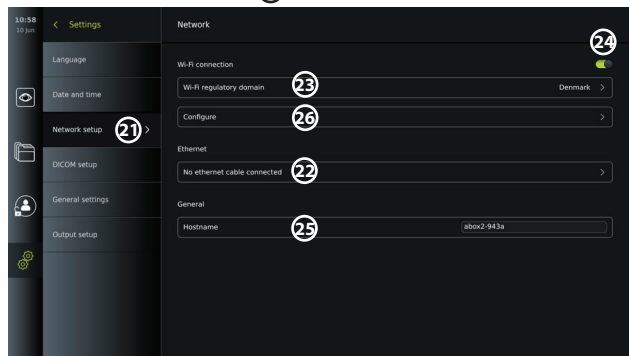 10:58
10 Jun
Settings
Network
24
Language
Wi-Fi connection
Date and time
Wi-Fi regulatory domain
23
Denmark
Configure
26
Network setup
21
Ethernet
DICOM setup
No ethernet cable connected
22
General settings
General
Output setup
Hostname
25
abox2-943a